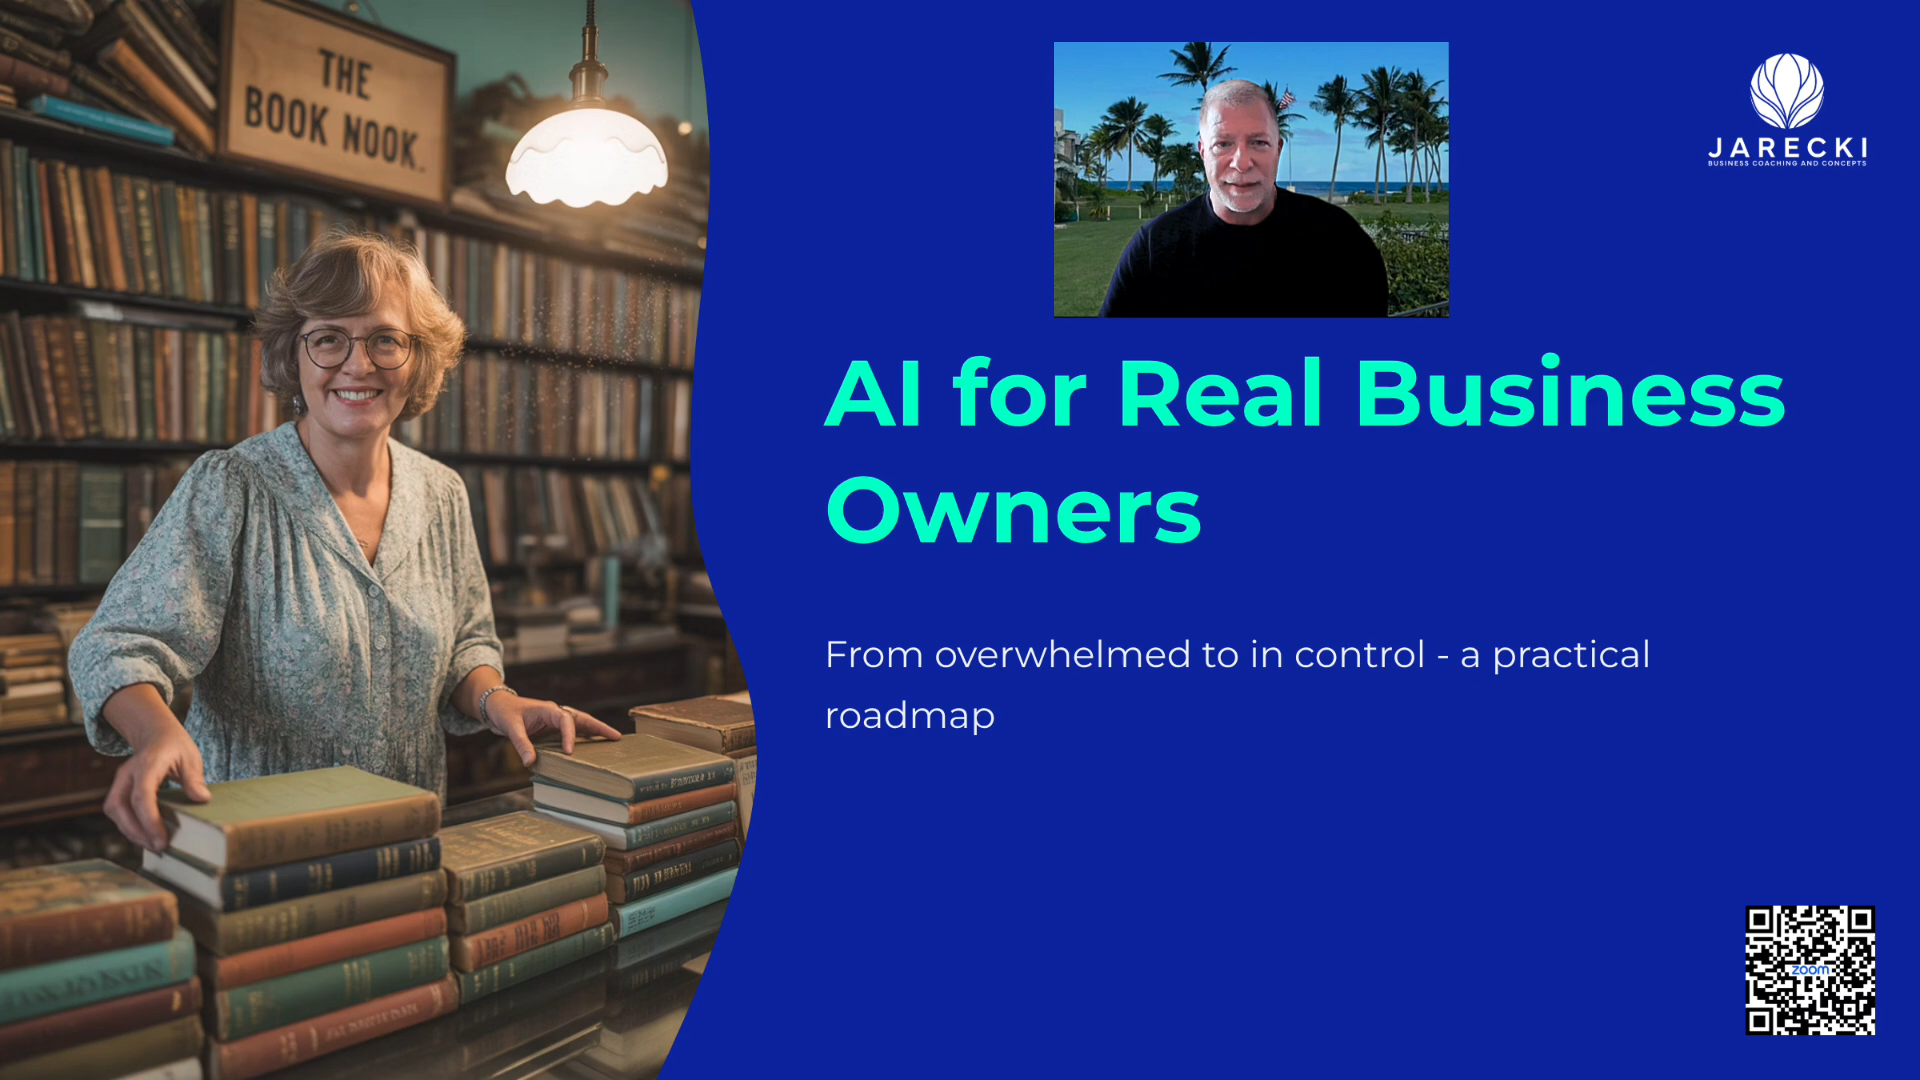 THE
BOOK NOOK
JARECKI
BUSINESS COACHING AND CONCEPTS
AI for Real Business
Owners
From overwhelmed to in control - a practical
roadmap
zoom